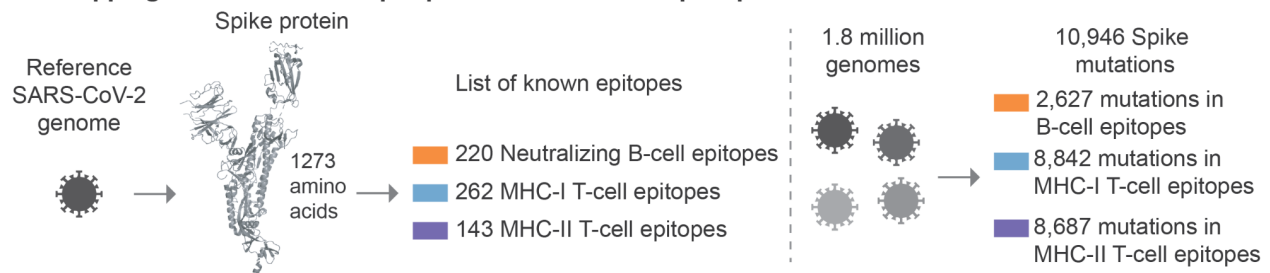 Spike protein
Reference
SARS-CoV-2
genome
1273
amino
acids
List of known epitopes
220 Neutralizing B-cell epitopes
262 MHC-I T-cell epitopes
143 MHC-II T-cell epitopes
1.8 million
genomes
10,946 Spike
mutations
2,627 mutations in
B-cell epitopes
8,842 mutations in
MHC-I T-cell epitopes
8,687 mutations in
MHC-II T-cell epitopes